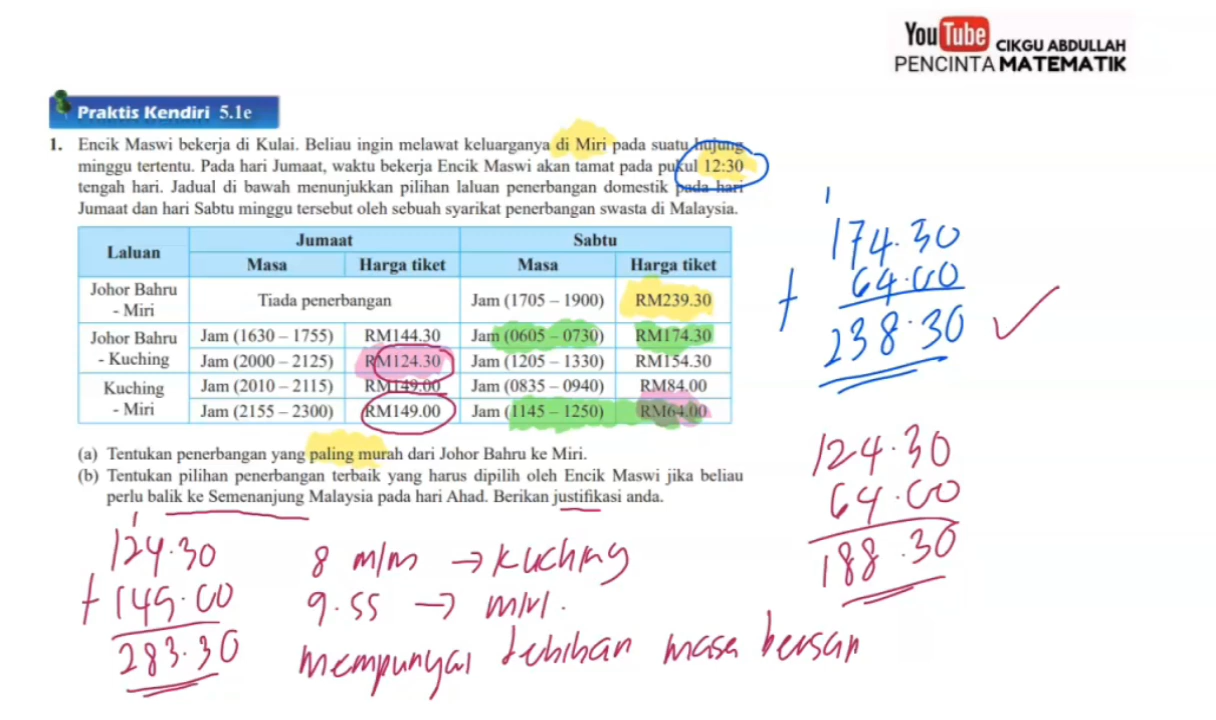 YouTube CIKGU ABDULLAH
PENCINTA MATEMATIK
Praktis Kendiri 5.1e
1. Encik Maswi bekerja di Kulai. Beliau ingin melawat keluarganya di Miri pada suatu hujung
minggu tertentu. Pada hari Jumaat, waktu bekerja Encik Maswi akan tamat pada pukul 12:30
tengah hari. Jadual di bawah menunjukkan pilihan laluan penerbangan domestik pada hari
Jumaat dan hari Sabtu minggu tersebut oleh sebuah syarikat penerbangan swasta di Malaysia.
Laluan Jumaat Sabtu
Masa Harga tiket Masa Harga tiket
Johor Bahru
- Miri Tiada penerbangan Jam (1705 – 1900) RM239.30
Johor Bahru Jam (1630 – 1755) RM144.30 Jam (0605 – 0730) RM174.30
- Kuching Jam (2000 – 2125) RM124.30 Jam (1205 – 1330) RM154.30
Kuching Jam (2010 – 2115) RM149.00 Jam (0835 – 0940) RM84.00
- Miri Jam (2155 – 2300) RM149.00 Jam (1145 – 1250) RM64.00
(a) Tentukan penerbangan yang paling murah dari Johor Bahru ke Miri.
(b) Tentukan pilihan penerbangan terbaik yang harus dipilih oleh Encik Maswi jika beliau
perlu balik ke Semenanjung Malaysia pada hari Ahad. Berikan justifikasi anda.
1
174.30
+ 64.00
238.30 ✓
124.30
64.00
188.30
1
124.30
+ 149.00
283.30
8 m/m → Kuching
9.55 → miri.
mempunyai lebihan masa bersam